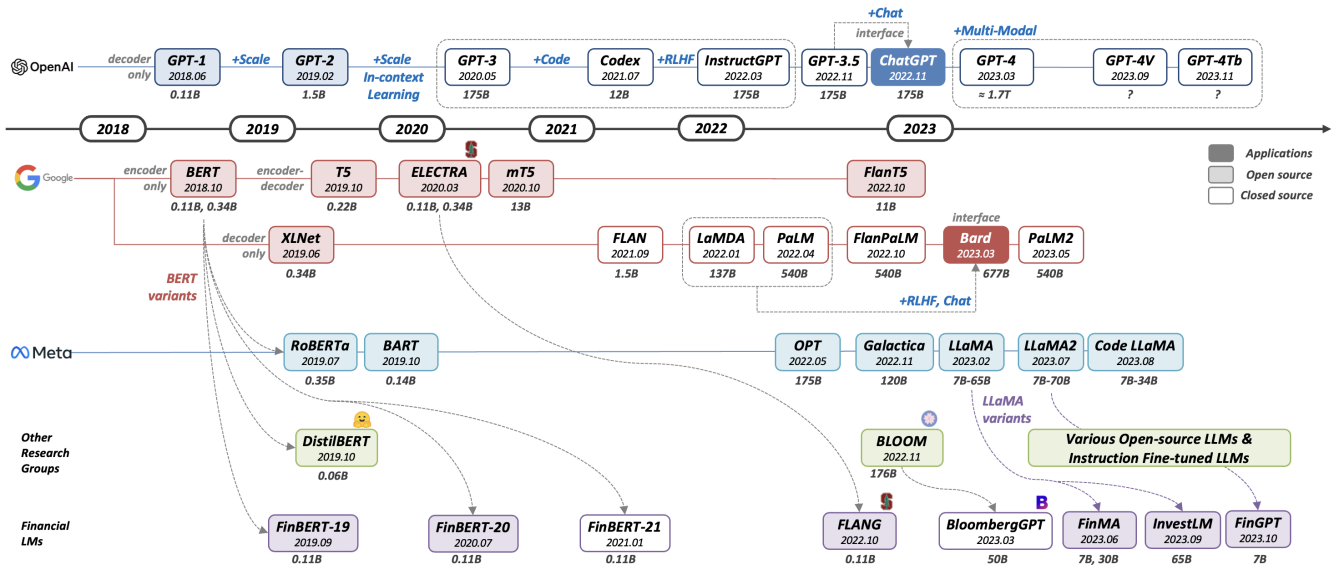 +Chat
interface
+Multi-Modal
OpenAI
decoder
only
GPT-1
2018.06
0.11B
+Scale
GPT-2
2019.02
1.5B
+Scale
In-context
Learning
GPT-3
2020.05
175B
+Code
Codex
2021.07
12B
+RLHF
InstructGPT
2022.03
175B
GPT-3.5
2022.11
175B
ChatGPT
2022.11
175B
GPT-4
2023.03
≈ 1.7T
GPT-4V
2023.09
?
GPT-4Tb
2023.11
?
2018
2019
2020
2021
2022
2023
Applications
Open source
Closed source
Google
encoder
only
BERT
2018.10
0.11B, 0.34B
encoder-
decoder
T5
2019.10
0.22B
ELECTRA
2020.03
0.11B, 0.34B
mT5
2020.10
13B
FlanT5
2022.10
11B
decoder
only
XLNet
2019.06
0.34B
FLAN
2021.09
1.5B
LaMDA
2022.01
137B
PaLM
2022.04
540B
FlanPaLM
2022.10
540B
interface
Bard
2023.03
677B
PaLM2
2023.05
540B
+RLHF, Chat
BERT
variants
Meta
RoBERTa
2019.07
0.35B
BART
2019.10
0.14B
OPT
2022.05
175B
Galactica
2022.11
120B
LLaMA
2023.02
7B-65B
LLaMA2
2023.07
7B-70B
Code LLaMA
2023.08
7B-34B
LLaMA
variants
Other
Research
Groups
DistilBERT
2019.10
0.06B
BLOOM
2022.11
176B
Various Open-source LLMs &
Instruction Fine-tuned LLMs
Financial
LMs
FinBERT-19
2019.09
0.11B
FinBERT-20
2020.07
0.11B
FinBERT-21
2021.01
0.11B
FLANG
2022.10
0.11B
B
BloombergGPT
2023.03
50B
FinMA
2023.06
7B, 30B
InvestLM
2023.09
65B
FinGPT
2023.10
7B